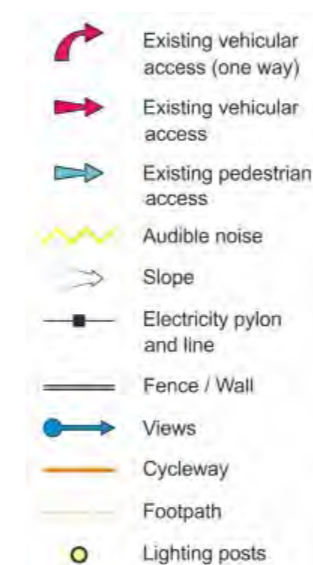 Existing vehicular
access (one way)
Existing vehicular
access
Existing pedestrian
access
Audible noise
Slope
Electricity pylon
and line
Fence / Wall
Views
Cycleway
Footpath
Lighting posts